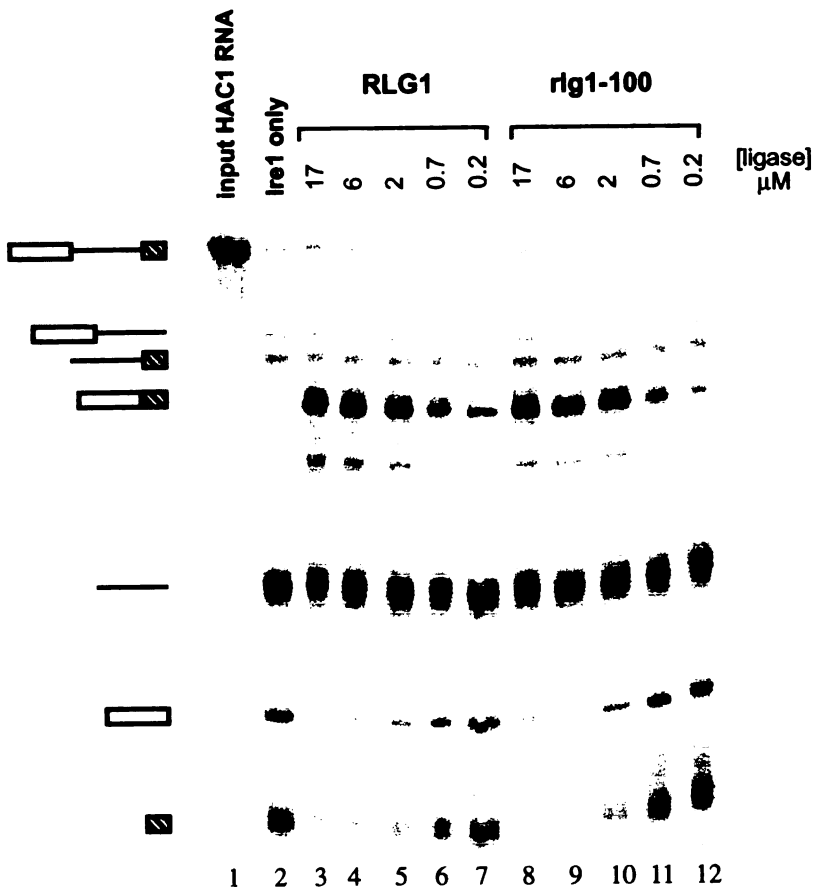 input HAC1 RNA
Ire1 only
RLG1
rlg1-100
17 6 2 0.7 0.2 17 6 2 0.7 0.2
[ligase]
μM
1 2 3 4 5 6 7 8 9 10 11 12